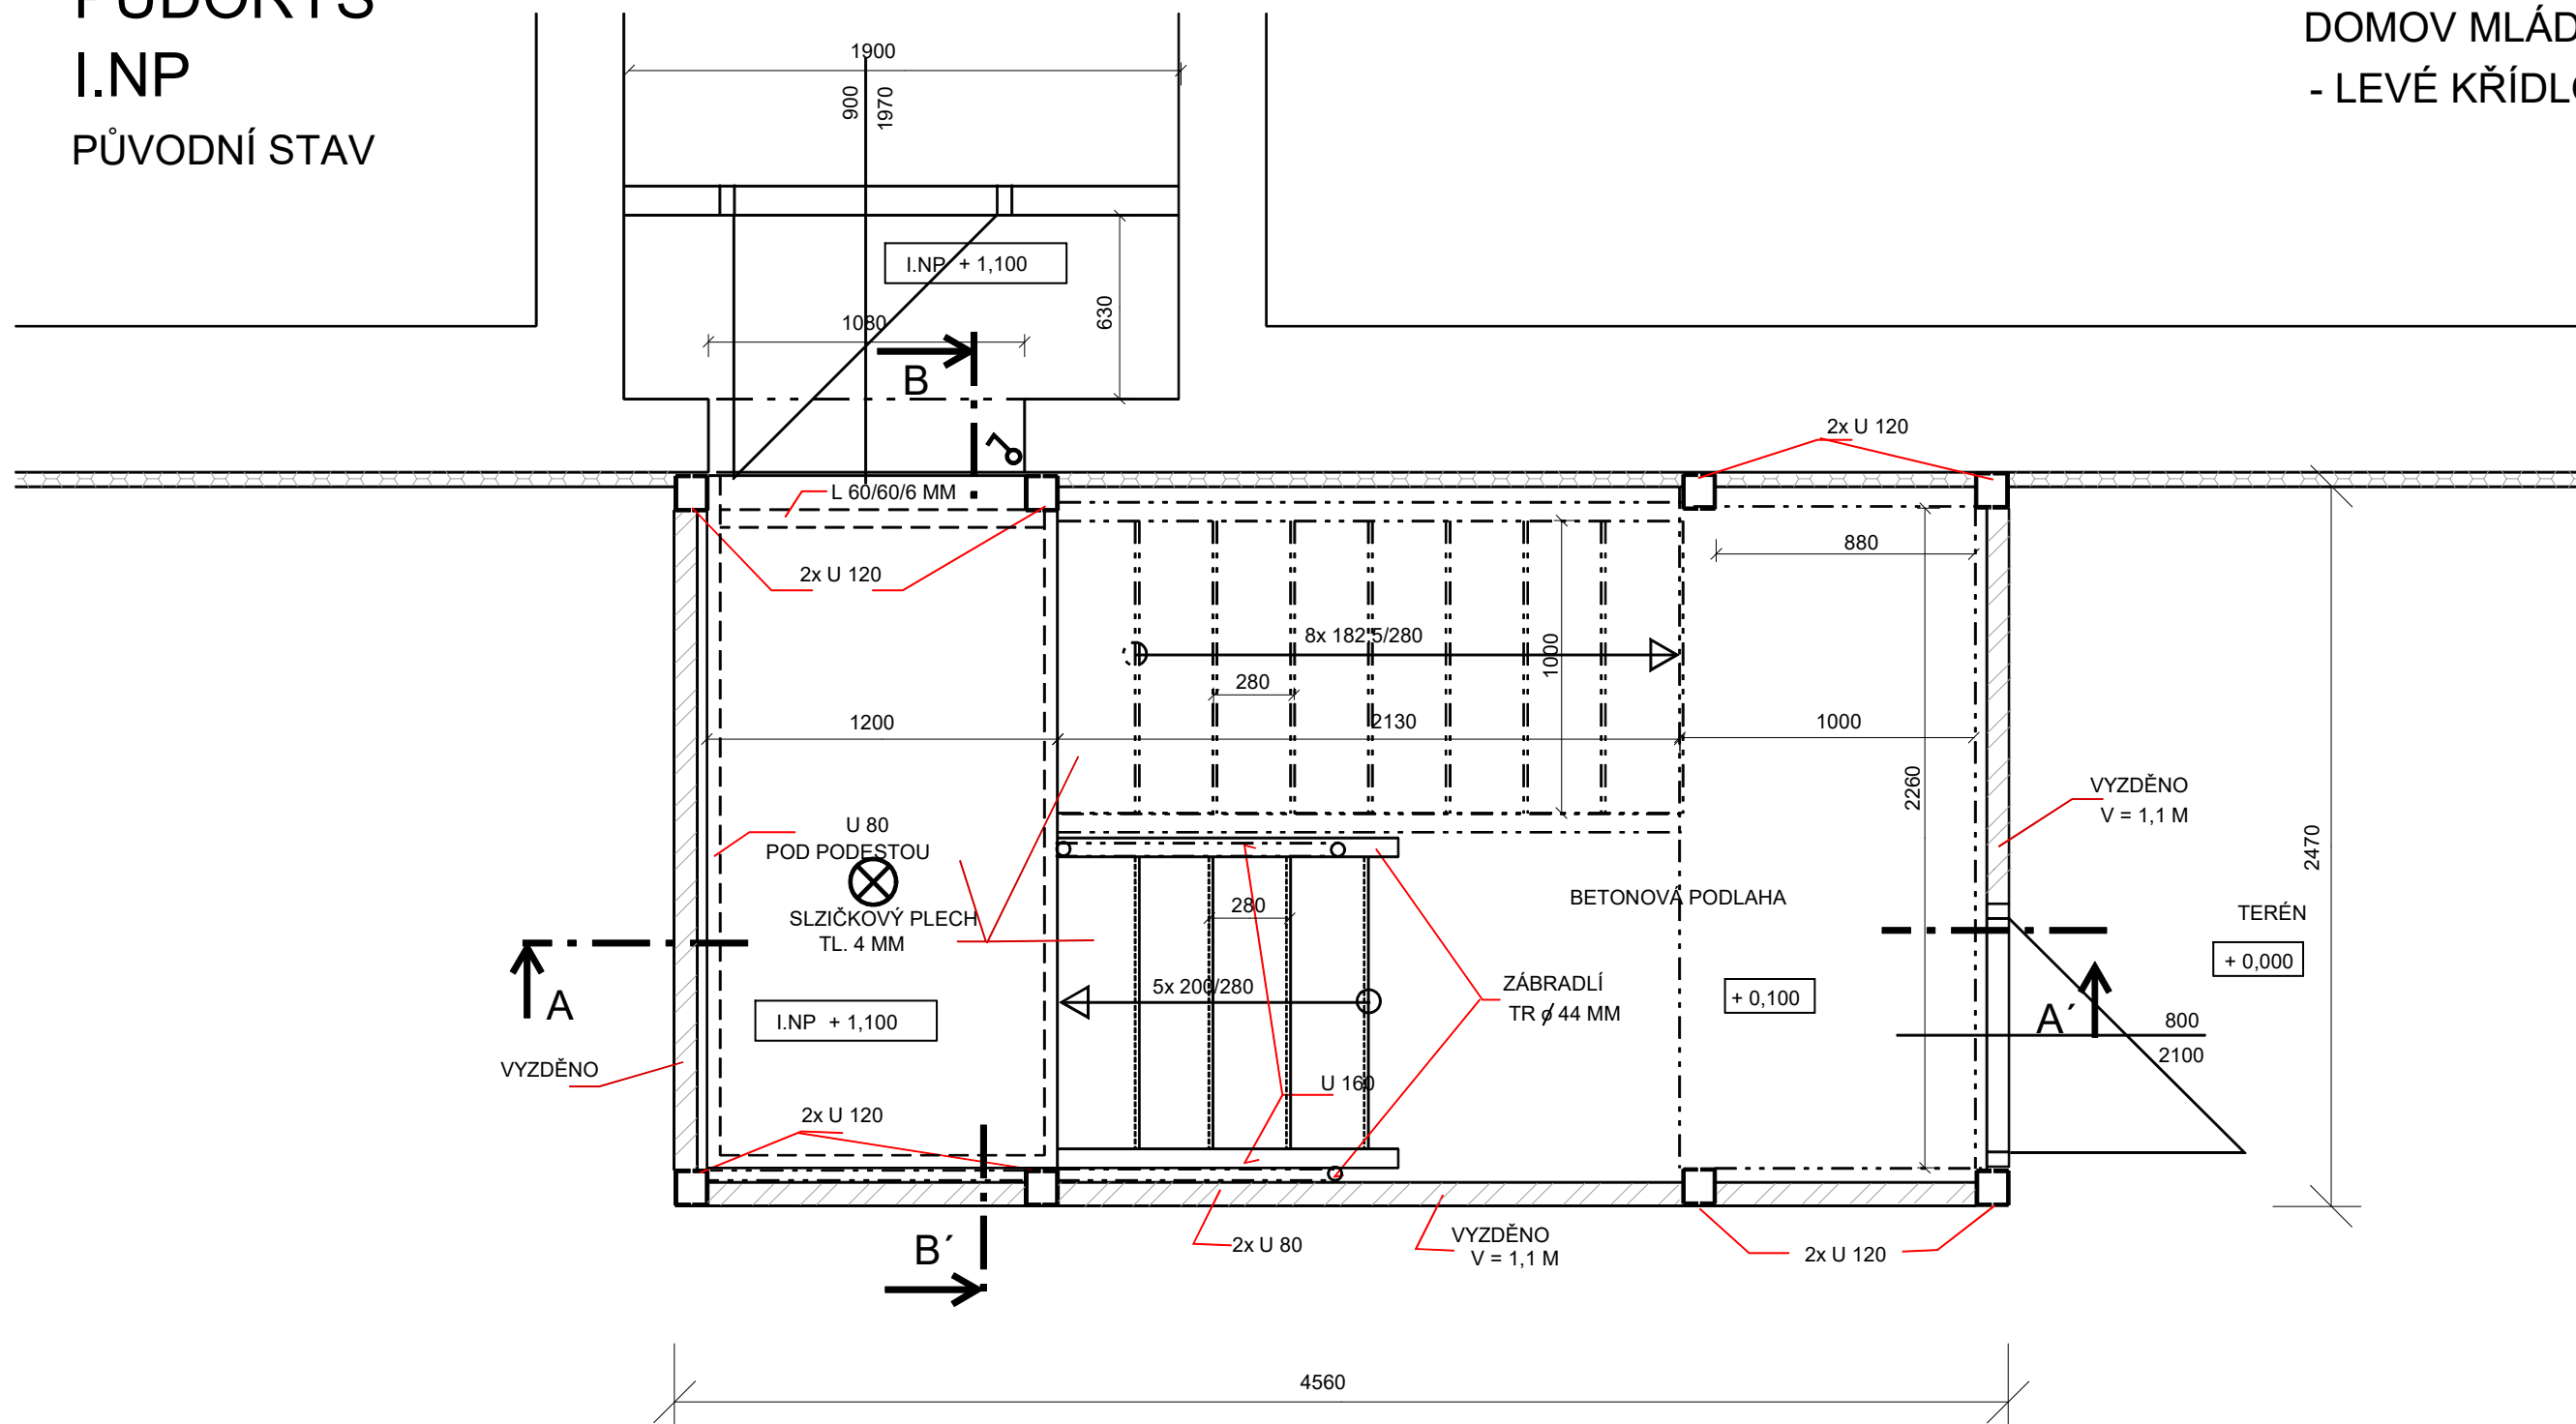 PŮDORYS
I.NP
PŮVODNÍ STAV
DOMOV MLÁD
- LEVÉ KŘÍDLO
1900
900
1970
I.NP + 1,100
630
1080
B
2x U 120
L 60/60/6 MM
2x U 120
880
8x 182,5/280
1000
280
1200
2130
1000
2260
VYZDĚNO
V = 1,1 M
2470
U 80
POD PODESTOU
SLZIČKOVÝ PLECH
TL. 4 MM
280
BETONOVÁ PODLAHA
TERÉN
+ 0,000
A
5x 200/280
ZÁBRADLÍ
TR ø 44 MM
+ 0,100
A´
800
2100
I.NP + 1,100
VYZDĚNO
U 160
2x U 120
B´
2x U 80
VYZDĚNO
V = 1,1 M
2x U 120
4560